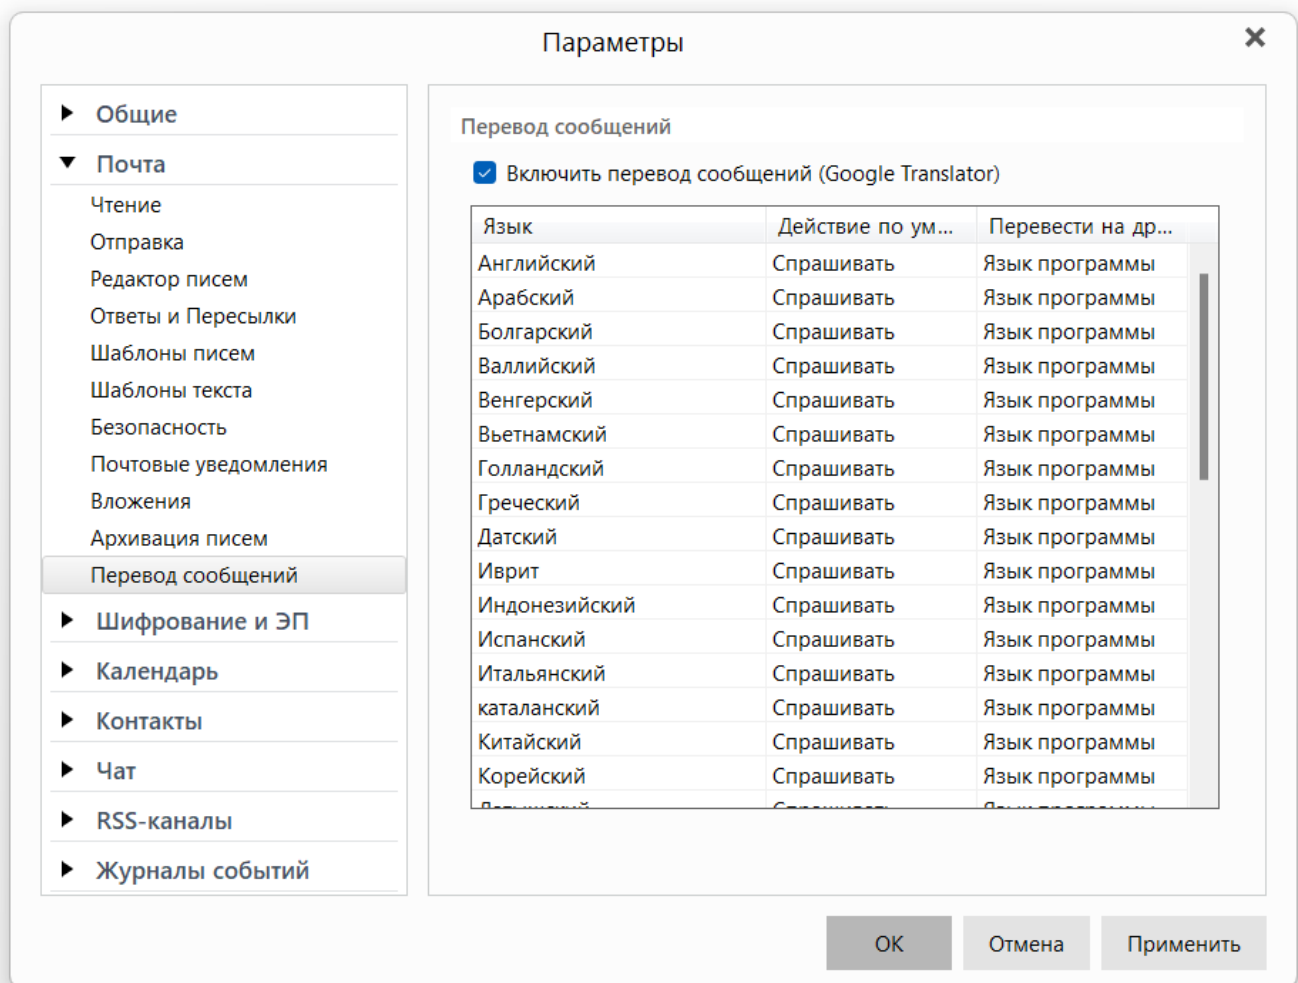 Параметры
Общие
Почта
Чтение
Отправка
Редактор писем
Ответы и Пересылки
Шаблоны писем
Шаблоны текста
Безопасность
Почтовые уведомления
Вложения
Архивация писем
Перевод сообщений
Шифрование и ЭП
Календарь
Контакты
Чат
RSS-каналы
Журналы событий
Перевод сообщений
Включить перевод сообщений (Google Translator)
Язык Действие по ум... Перевести на др...
Английский Спрашивать Язык программы
Арабский Спрашивать Язык программы
Болгарский Спрашивать Язык программы
Валлийский Спрашивать Язык программы
Венгерский Спрашивать Язык программы
Вьетнамский Спрашивать Язык программы
Голландский Спрашивать Язык программы
Греческий Спрашивать Язык программы
Датский Спрашивать Язык программы
Иврит Спрашивать Язык программы
Индонезийский Спрашивать Язык программы
Испанский Спрашивать Язык программы
Итальянский Спрашивать Язык программы
каталанский Спрашивать Язык программы
Китайский Спрашивать Язык программы
Корейский Спрашивать Язык программы
OK Отмена Применить